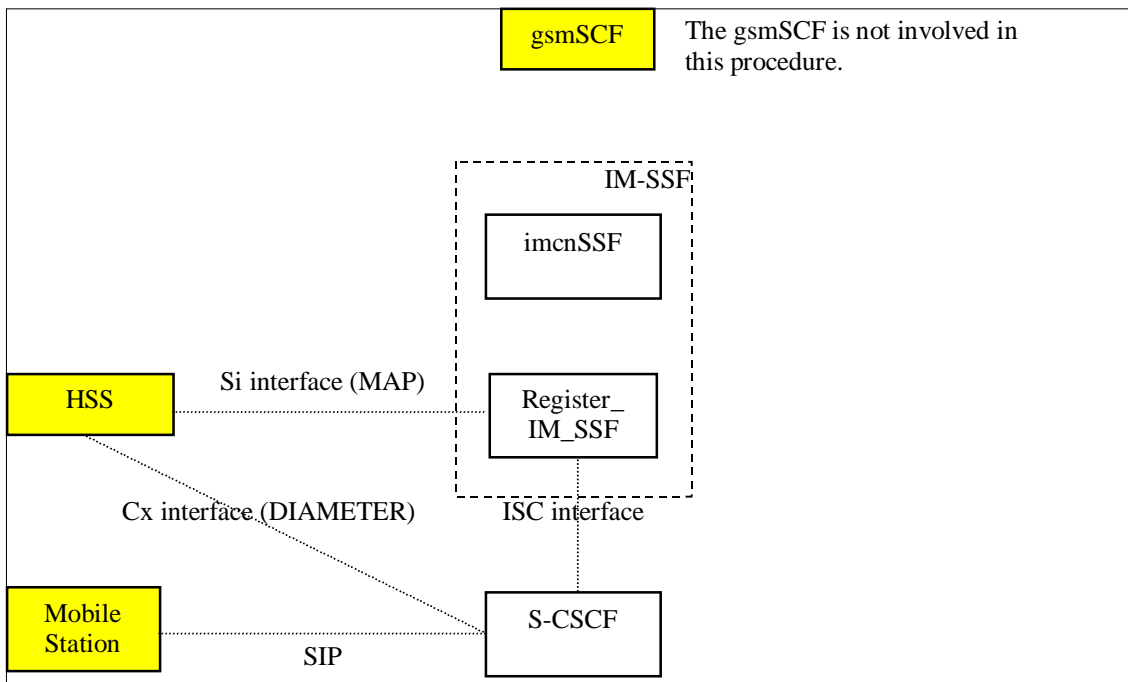 gsmSCF
The gsmSCF is not involved in
this procedure.
IM-SSF
imcnSSF
Si interface (MAP)
HSS
Register_
IM_SSF
Cx interface (DIAMETER)
ISC interface
Mobile
Station
S-CSCF
SIP